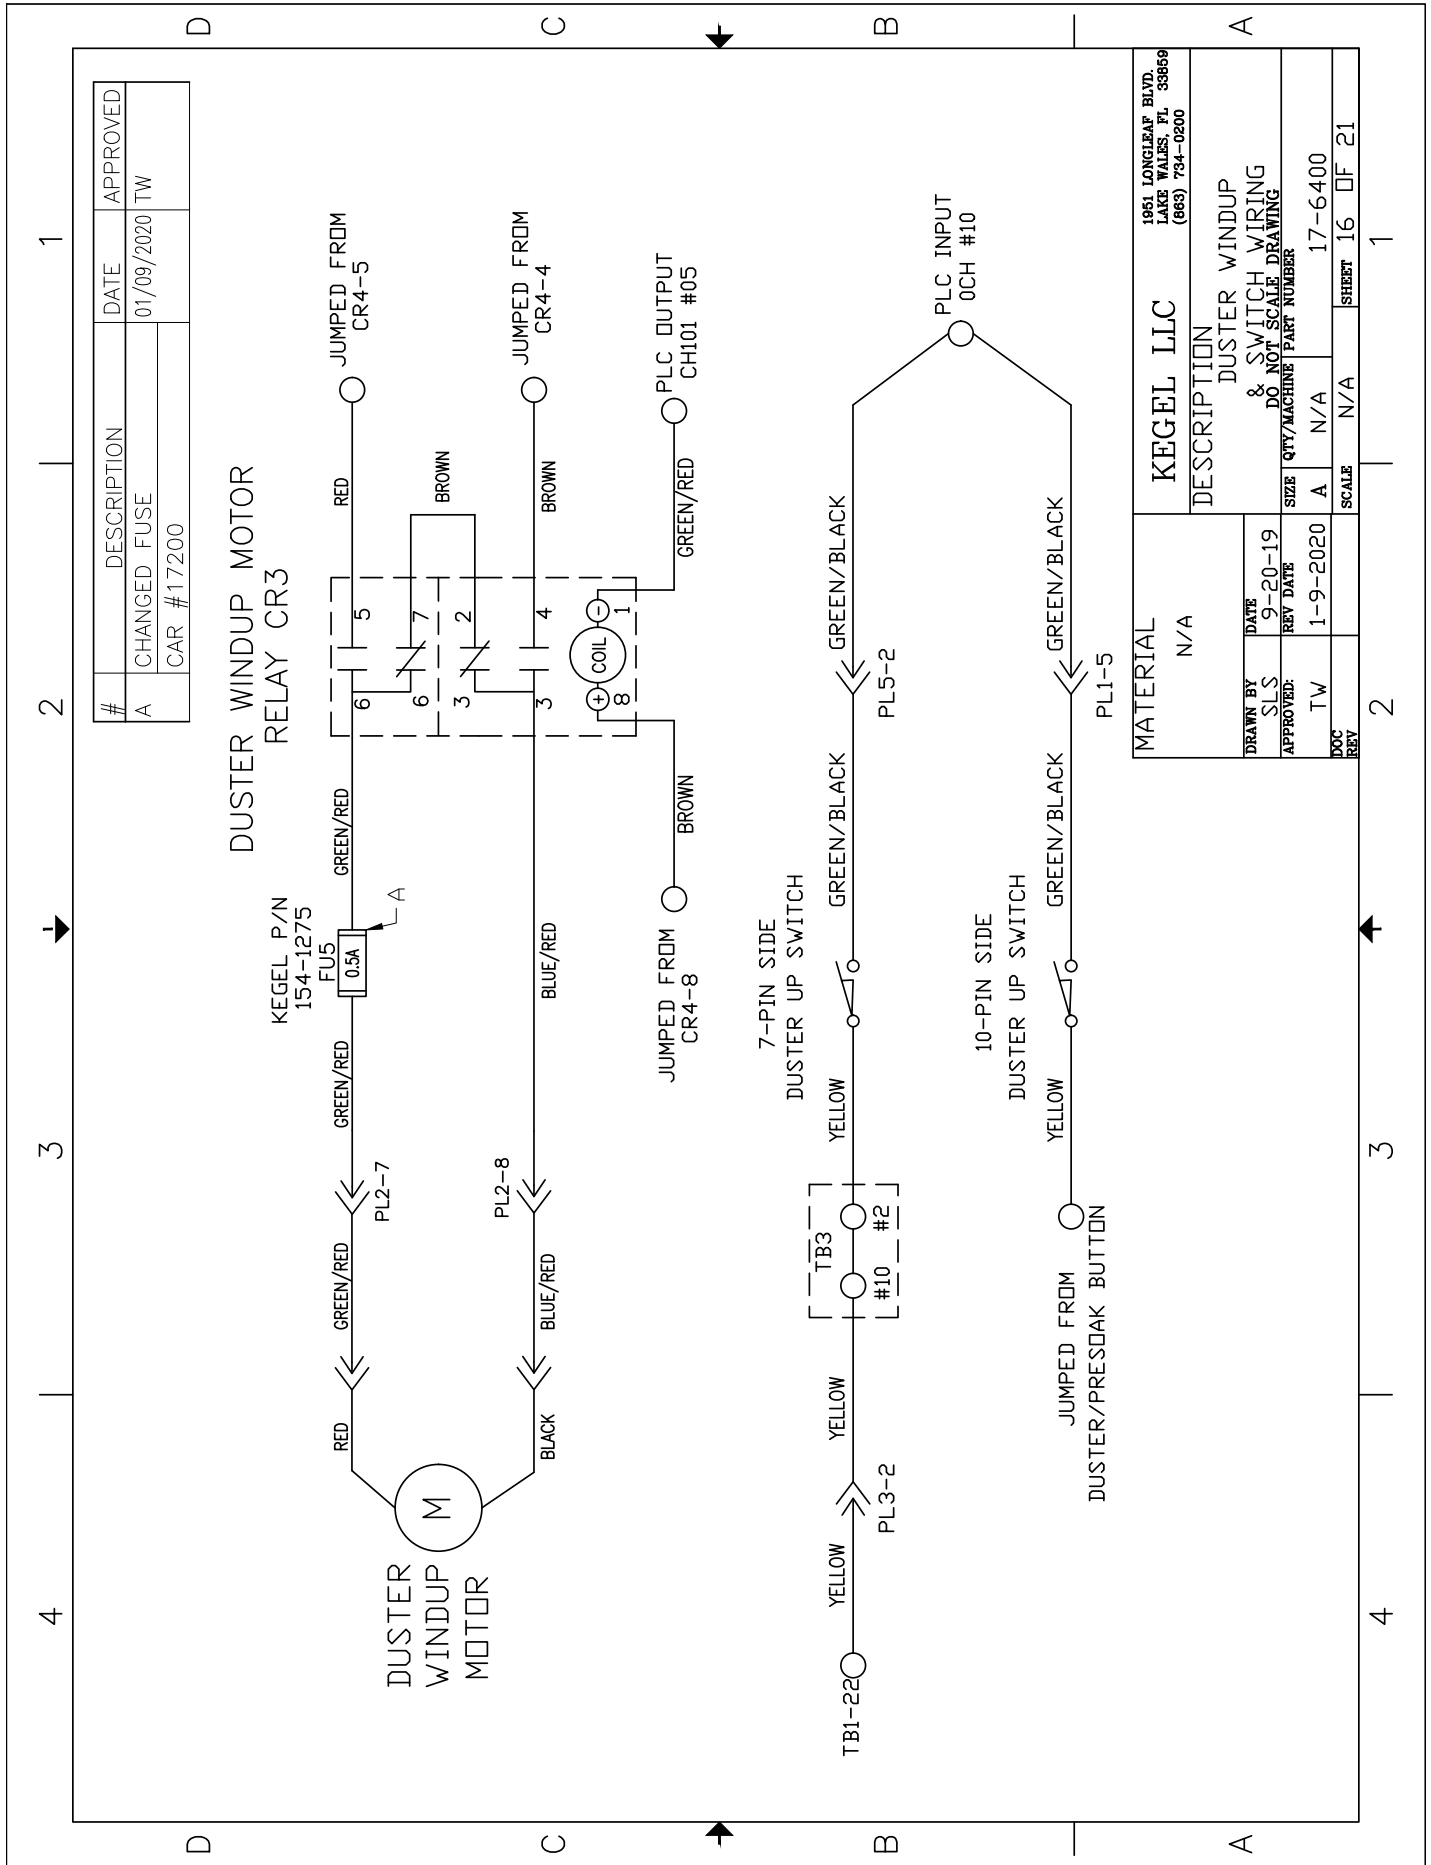 4
3
2
1
D
C
B
A
# DESCRIPTION DATE APPROVED
A CHANGED FUSE 01/09/2020 TW
CAR #17200
DUSTER WINDUP MOTOR
RELAY CR3
KEGEL P/N
154-1275
FU5
0.5A
A
DUSTER
WINDUP
MOTOR
M
RED
GREEN/RED
PL2-7
GREEN/RED
GREEN/RED
6
5
RED
JUMPED FROM
CR4-5
6
7
BROWN
3
2
BLACK
BLUE/RED
PL2-8
BLUE/RED
3
4
BROWN
JUMPED FROM
CR4-4
COIL
+
-
8
1
JUMPED FROM
CR4-8
BROWN
GREEN/RED
PLC OUTPUT
CH101 #05
7-PIN SIDE
DUSTER UP SWITCH
TB1-22
YELLOW
PL3-2
YELLOW
TB3
#10
#2
YELLOW
GREEN/BLACK
PL5-2
GREEN/BLACK
PLC INPUT
0CH #10
10-PIN SIDE
DUSTER UP SWITCH
JUMPED FROM
DUSTER/PRESOAK BUTTON
YELLOW
GREEN/BLACK
PL1-5
GREEN/BLACK
MATERIAL
N/A
DRAWN BY
SLS
DATE
9-20-19
APPROVED:
TW
REV DATE
1-9-2020
DOC
REV
KEGEL LLC
1951 LONGLEAF BLVD.
LAKE WALES, FL 33859
(863) 734-0200
DESCRIPTION
DUSTER WINDUP
& SWITCH WIRING
DO NOT SCALE DRAWING
SIZE
A
QTY/MACHINE
N/A
PART NUMBER
17-6400
SCALE
N/A
SHEET 16 OF 21
D
C
B
A
4
3
2
1